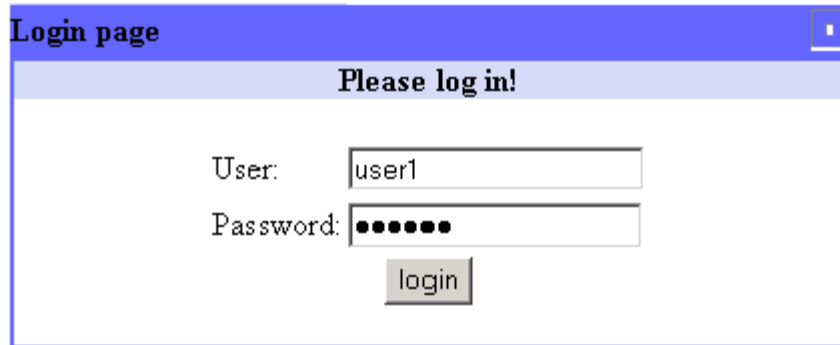 Login page
Please log in!
User: user1
Password: ●●●●●●
login